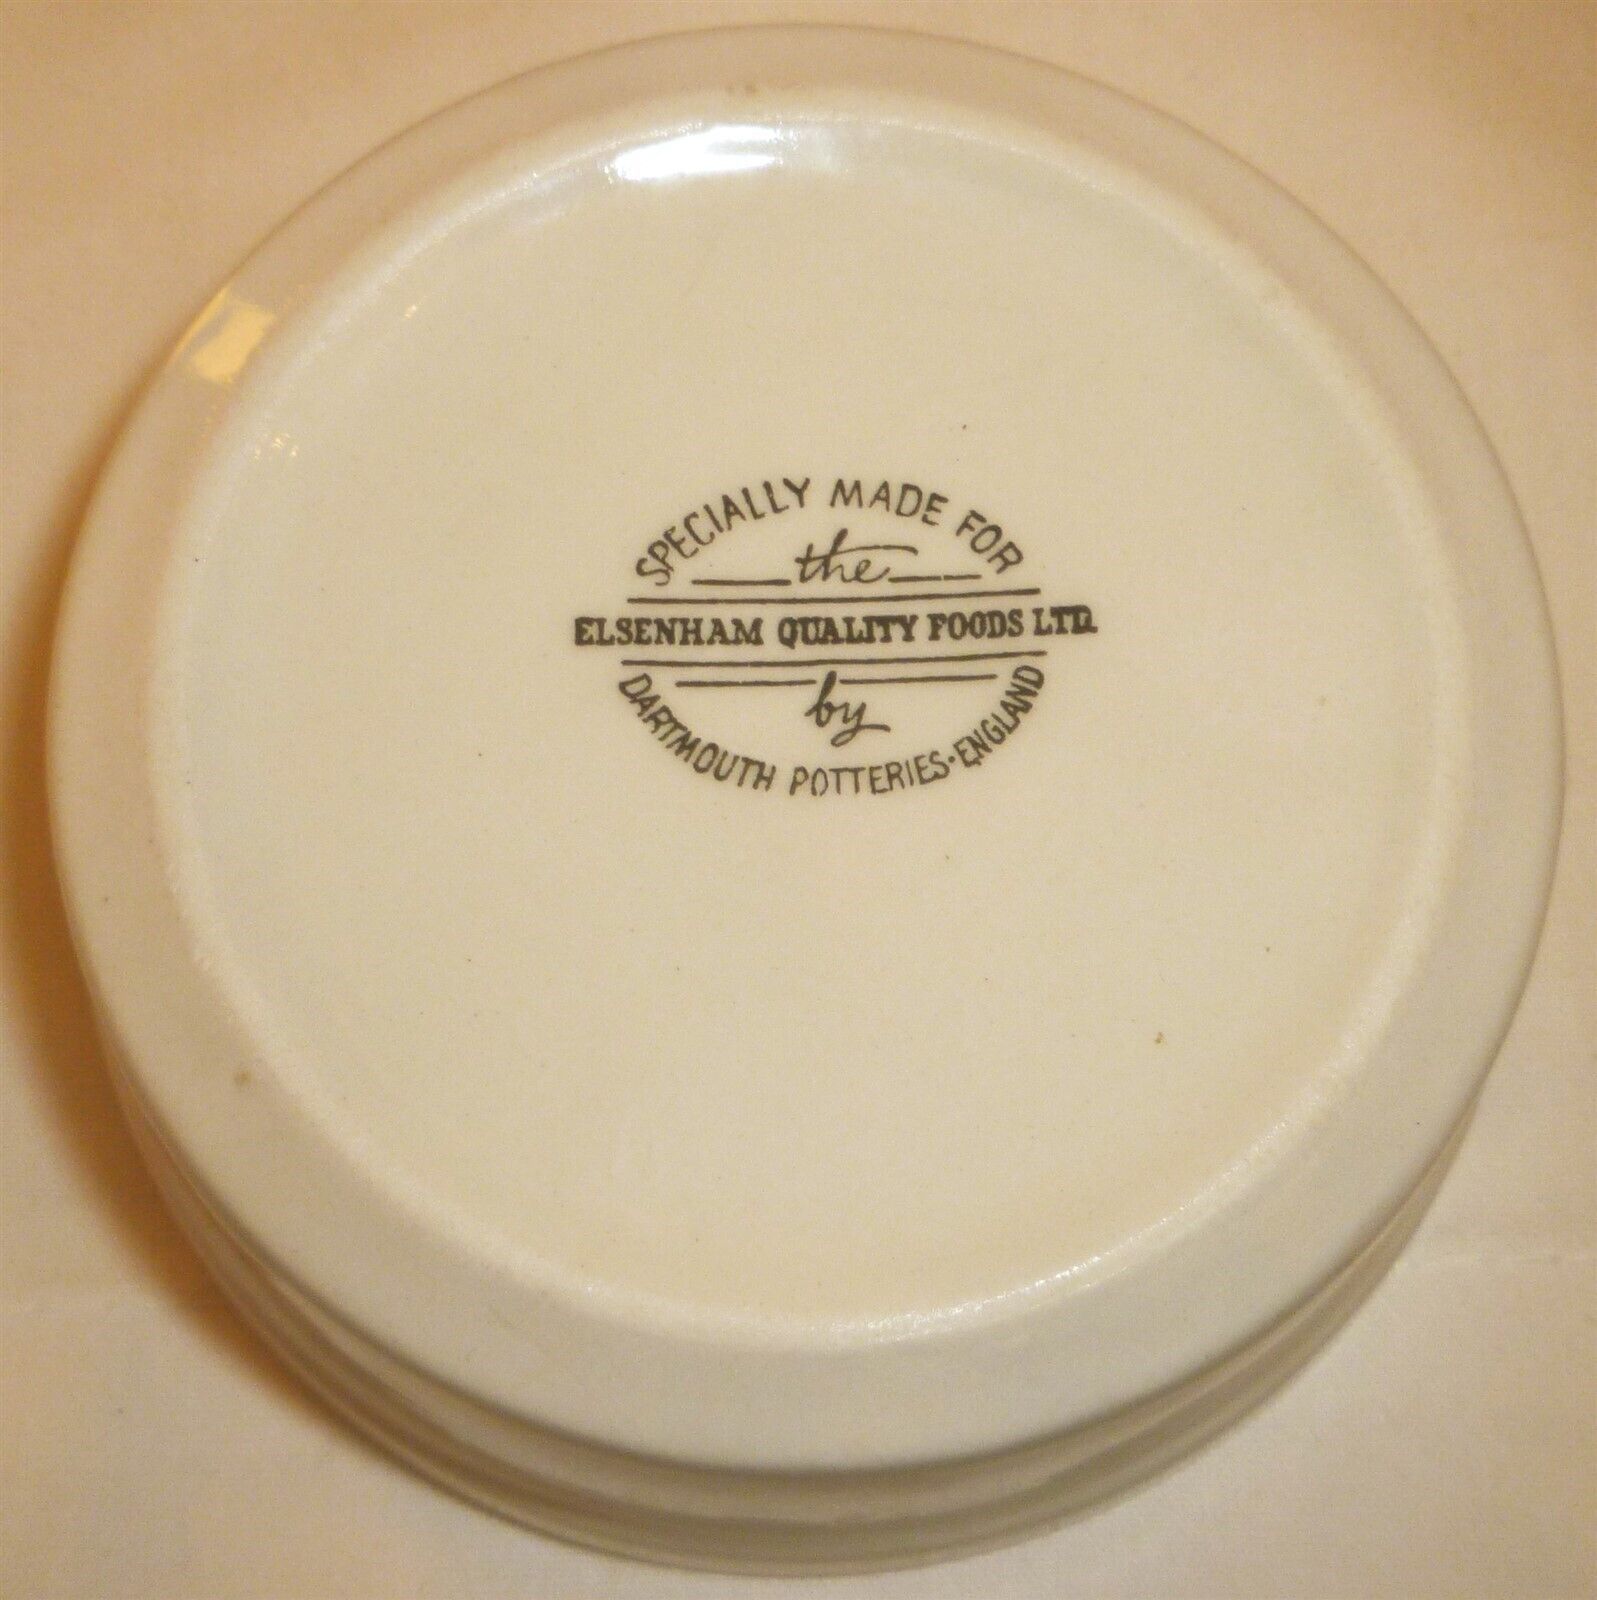 SPECIALLY MADE FOR
the
ELSENHAM QUALITY FOODS LTD.
by
DARTMOUTH POTTERIES · ENGLAND